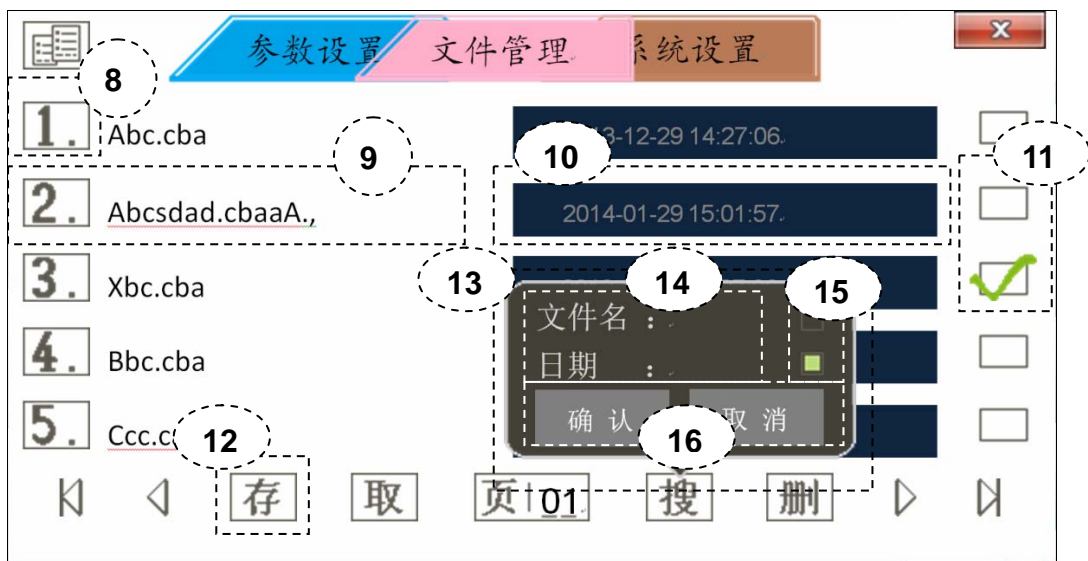 参数设置 文件管理 系统设置 X
8
1. Abc.cba 3-12-29 14:27:06
9 10 11
2. Abcsdad.cbaaA., 2014-01-29 15:01:57
13 14 15
3. Xbc.cba
文件名：
4. Bbc.cba
日期：
确认 取消
5. Ccc.c
12 16
存 取 页 01 搜 删